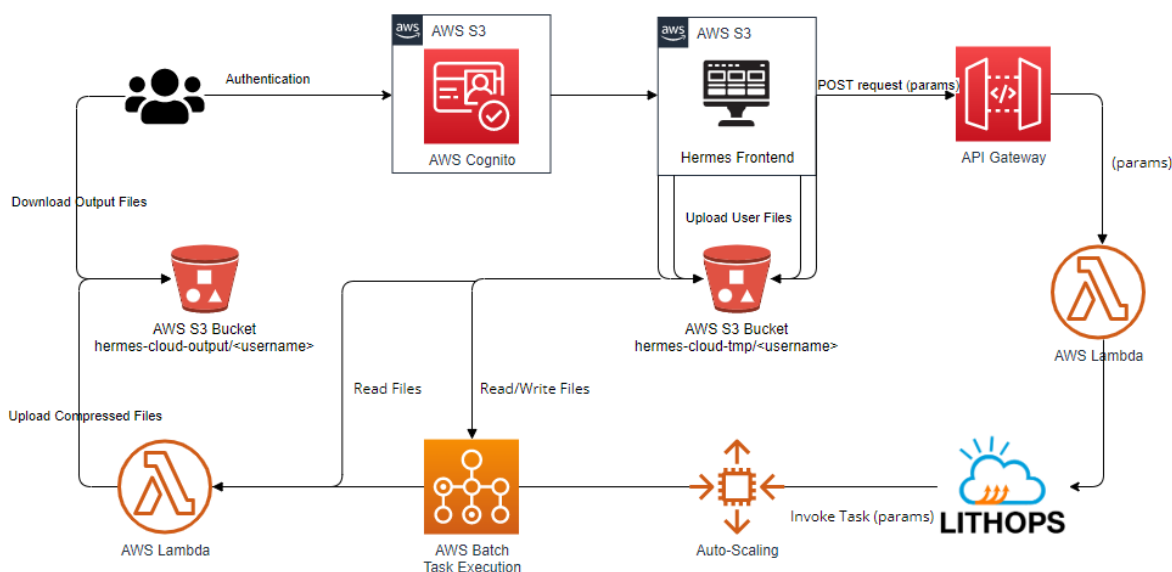 aws
AWS S3
aws
AWS S3
Authentication
POST request (params)
AWS Cognito
Hermes Frontend
API Gateway
(params)
Download Output Files
Upload User Files
AWS S3 Bucket
hermes-cloud-output/<username>
AWS S3 Bucket
hermes-cloud-tmp/<username>
AWS Lambda
Read Files
Read/Write Files
Upload Compressed Files
Invoke Task (params)
LITHOPS
AWS Lambda
AWS Batch
Task Execution
Auto-Scaling